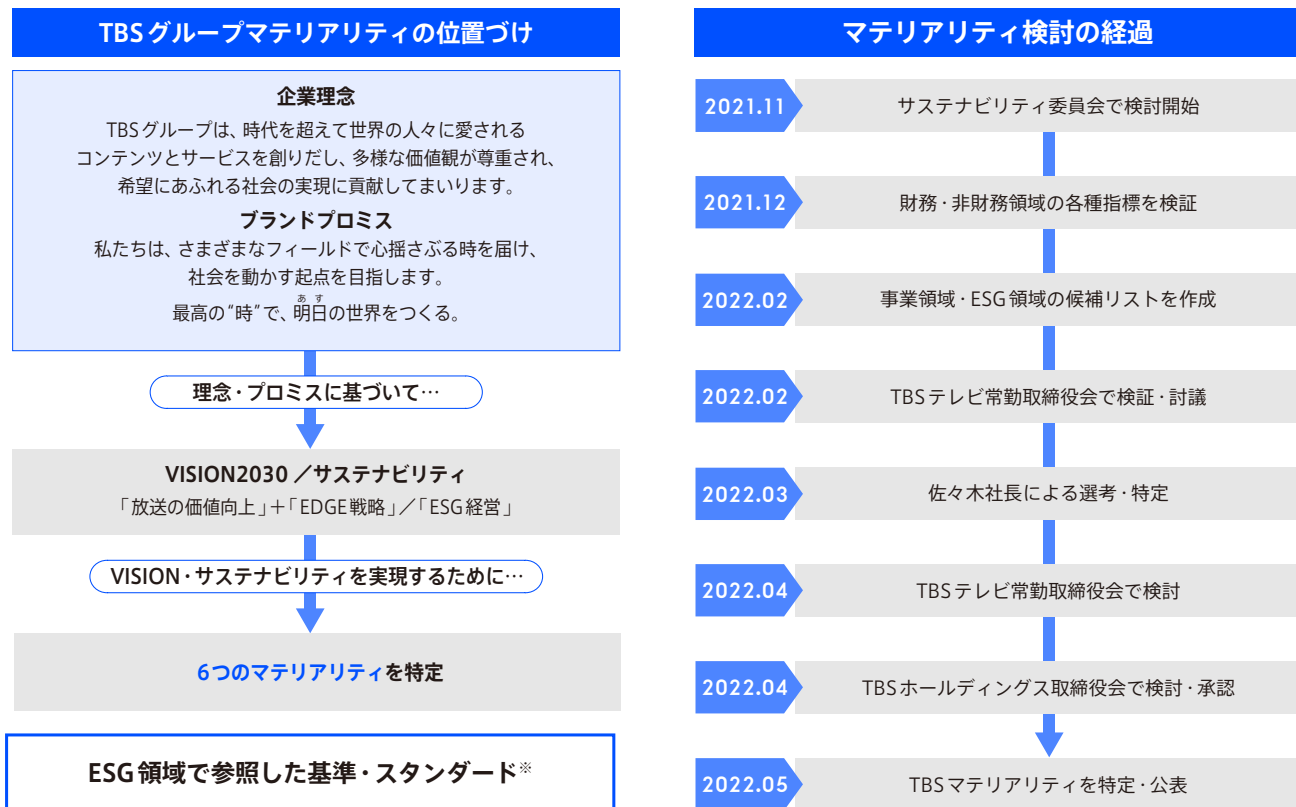 TBSグループマテリアリティの位置づけ
企業理念
TBSグループは、時代を超えて世界の人々に愛される
コンテンツとサービスを創りだし、多様な価値観が尊重され、
希望にあふれる社会の実現に貢献してまいります。
ブランドプロミス
私たちは、さまざまなフィールドで心揺さぶる時を届け、
社会を動かす起点を目指します。
あす
最高の“時”で、明日の世界をつくる。
理念・プロミスに基づいて…
VISION2030／サステナビリティ
「放送の価値向上」＋「EDGE戦略」／「ESG経営」
VISION・サステナビリティを実現するために…
6つのマテリアリティを特定
ESG領域で参照した基準・スタンダード※
マテリアリティ検討の経過
2021.11 サステナビリティ委員会で検討開始
2021.12 財務・非財務領域の各種指標を検証
2022.02 事業領域・ESG領域の候補リストを作成
2022.02 TBSテレビ常勤取締役会で検証・討議
2022.03 佐々木社長による選考・特定
2022.04 TBSテレビ常勤取締役会で検討
2022.04 TBSホールディングス取締役会で検討・承認
2022.05 TBSマテリアリティを特定・公表